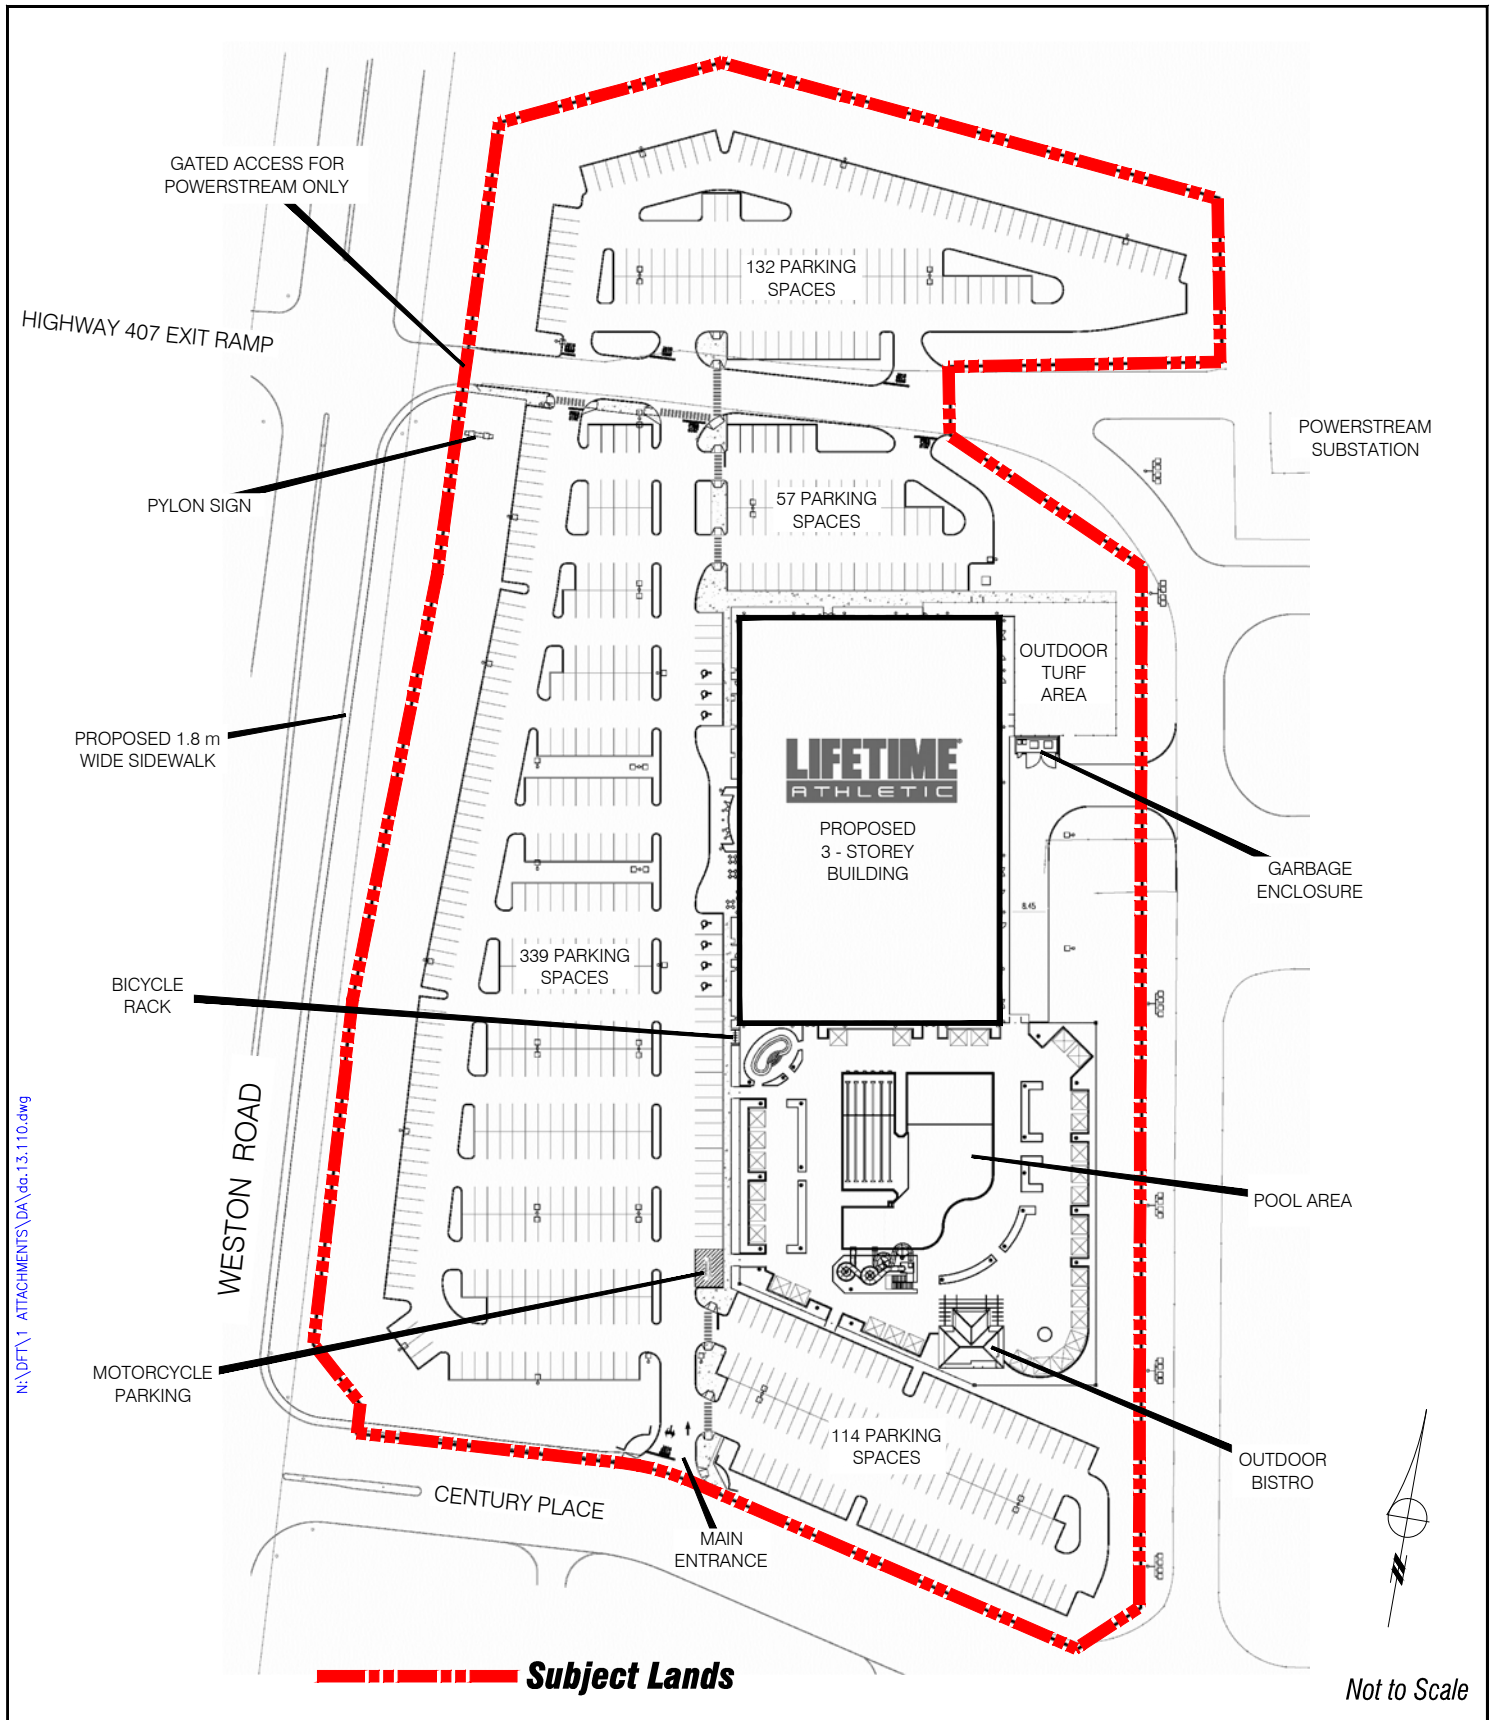 GATED ACCESS FOR
POWERSTREAM ONLY
132 PARKING
SPACES
HIGHWAY 407 EXIT RAMP
POWERSTREAM
SUBSTATION
PYLON SIGN
57 PARKING
SPACES
OUTDOOR
TURF
AREA
PROPOSED 1.8 m
WIDE SIDEWALK
LIFETIME
ATHLETIC
PROPOSED
3 - STOREY
BUILDING
GARBAGE
ENCLOSURE
8.45
339 PARKING
SPACES
BICYCLE
RACK
WESTON ROAD
N:\DFT\1 ATTACHMENTS\DA\da.13.110.dwg
POOL AREA
MOTORCYCLE
PARKING
114 PARKING
SPACES
OUTDOOR
BISTRO
CENTURY PLACE
MAIN
ENTRANCE
N
Subject Lands
Not to Scale